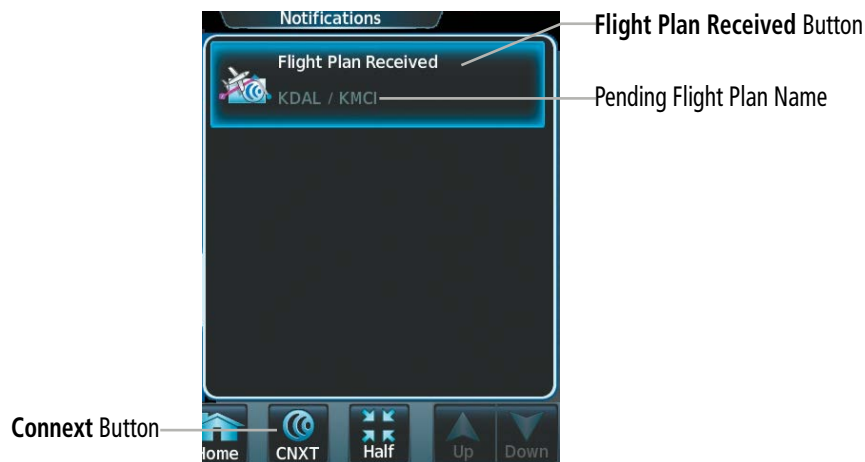 Notifications
Flight Plan Received Button
Flight Plan Received
KDAL / KMCI
Pending Flight Plan Name
Connext Button
Home
CNXT
Half
Up
Down